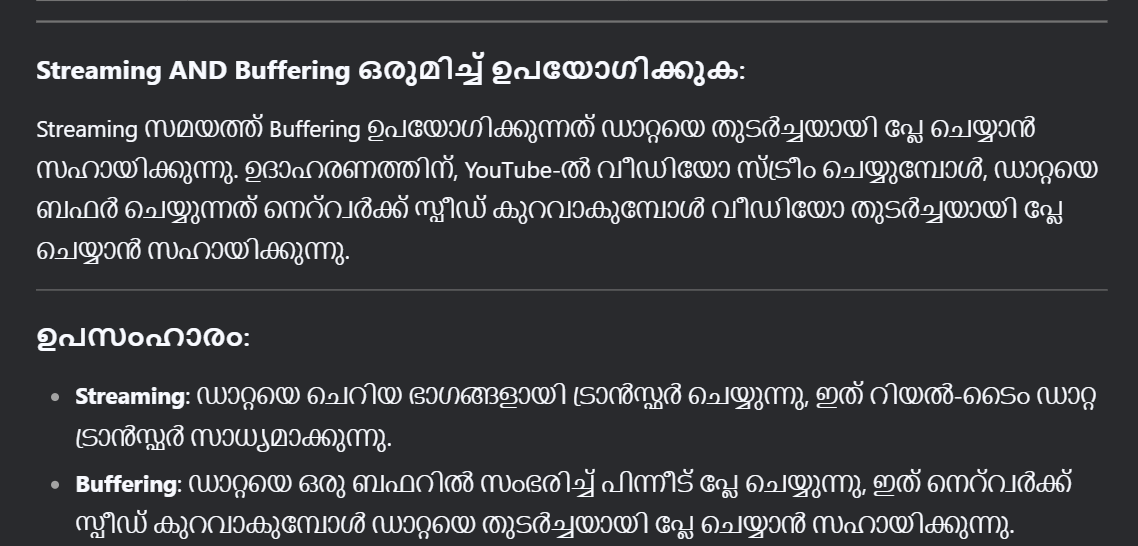 Streaming AND Buffering ഒരുമിച്ച് ഉപയോഗിക്കുക:
Streaming സമയത്ത് Buffering ഉപയോഗിക്കുന്നത് ഡാറ്റയെ തുടർച്ചയായി പ്ലേ ചെയ്യാൻ
സഹായിക്കുന്നു. ഉദാഹരണത്തിന്, YouTube-ൽ വീഡിയോ സ്ട്രീം ചെയ്യുമ്പോൾ, ഡാറ്റയെ
ബഫർ ചെയ്യുന്നത് നെറ്‌വർക്ക് സ്പീഡ് കുറവാകുമ്പോൾ വീഡിയോ തുടർച്ചയായി പ്ലേ
ചെയ്യാൻ സഹായിക്കുന്നു.
ഉപസംഹാരം:
• Streaming: ഡാറ്റയെ ചെറിയ ഭാഗങ്ങളായി ട്രാൻസ്ഫർ ചെയ്യുന്നു, ഇത് റിയൽ-ടൈം ഡാറ്റ
ട്രാൻസ്ഫർ സാധ്യമാക്കുന്നു.
• Buffering: ഡാറ്റയെ ഒരു ബഫറിൽ സംഭരിച്ച് പിന്നീട് പ്ലേ ചെയ്യുന്നു, ഇത് നെറ്‌വർക്ക്
സ്പീഡ് കുറവാകുമ്പോൾ ഡാറ്റയെ തുടർച്ചയായി പ്ലേ ചെയ്യാൻ സഹായിക്കുന്നു.